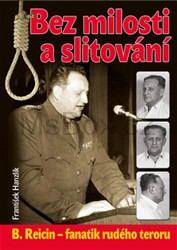 Bez milosti
a slitování
František Hanzlík
B. Reicin – fanatik rudého teroru